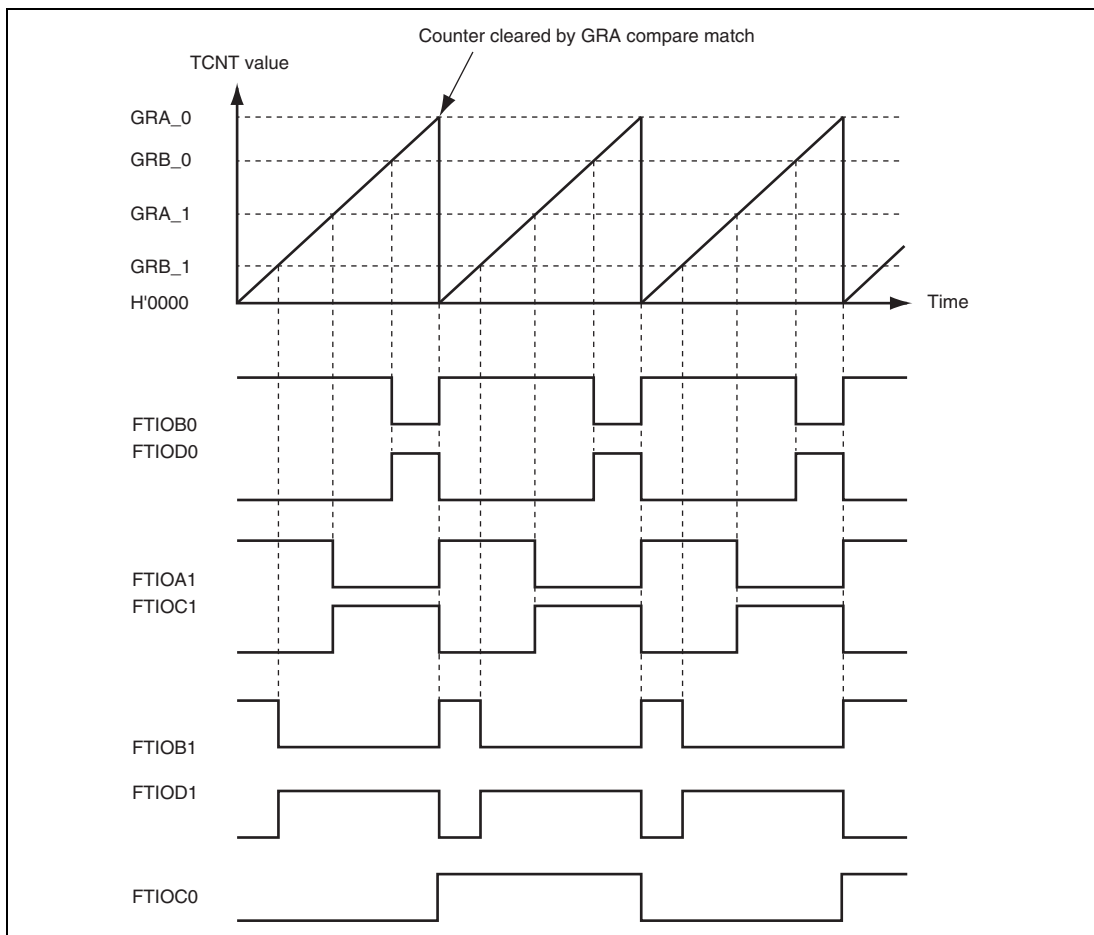 Counter cleared by GRA compare match
TCNT value
GRA_0
GRB_0
GRA_1
GRB_1
H'0000
Time
FTIOB0
FTIOD0
FTIOA1
FTIOC1
FTIOB1
FTIOD1
FTIOC0